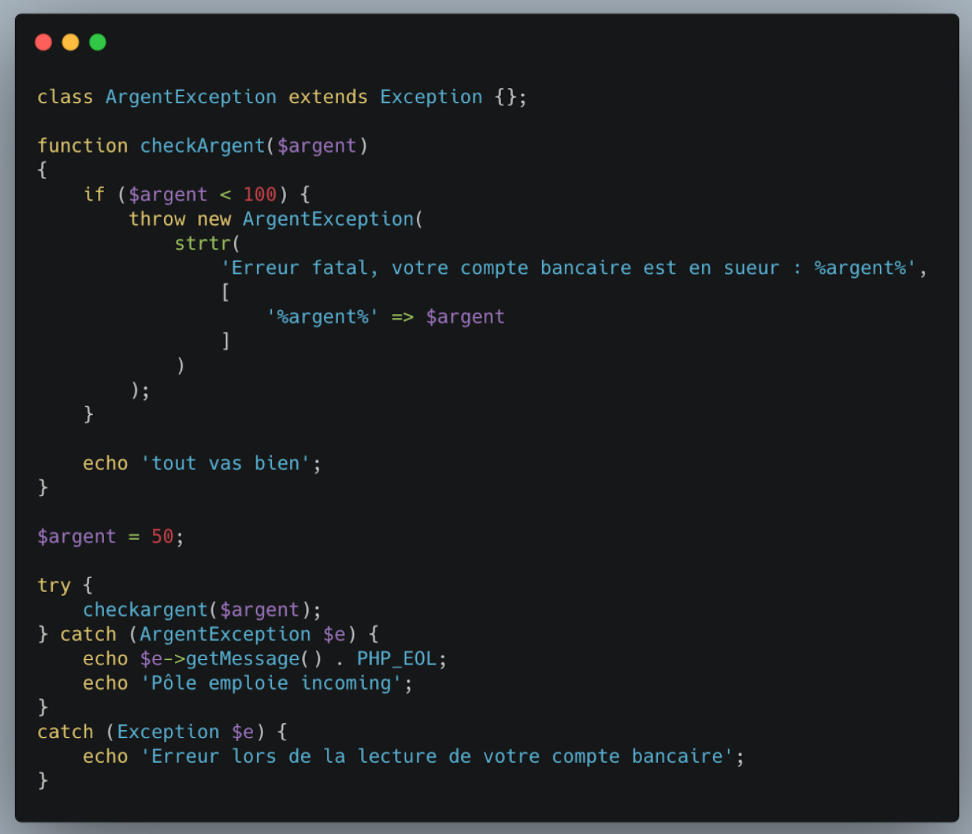 class ArgentException extends Exception {};
function checkArgent($argent)
{
    if ($argent < 100) {
        throw new ArgentException(
            strtr(
                'Erreur fatal, votre compte bancaire est en sueur : %argent%',
                [
                    '%argent%' => $argent
                ]
            )
        );
    }
    echo 'tout vas bien';
}
$argent = 50;
try {
    checkargent($argent);
} catch (ArgentException $e) {
    echo $e->getMessage() . PHP_EOL;
    echo 'Pôle emploie incoming';
}
catch (Exception $e) {
    echo 'Erreur lors de la lecture de votre compte bancaire';
}